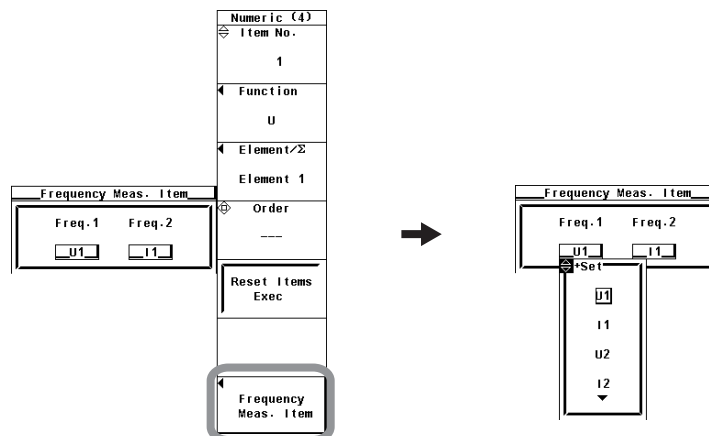 Numeric (4)
Item No.
1
Function
U
Element/Σ
Element 1
Order
---
Reset Items
Exec
Frequency
Meas. Item
Frequency Meas. Item
Freq.1 Freq.2
U1 I1
Frequency Meas. Item
Freq.1 Freq.2
U1 I1
+Set
U1
I1
U2
I2